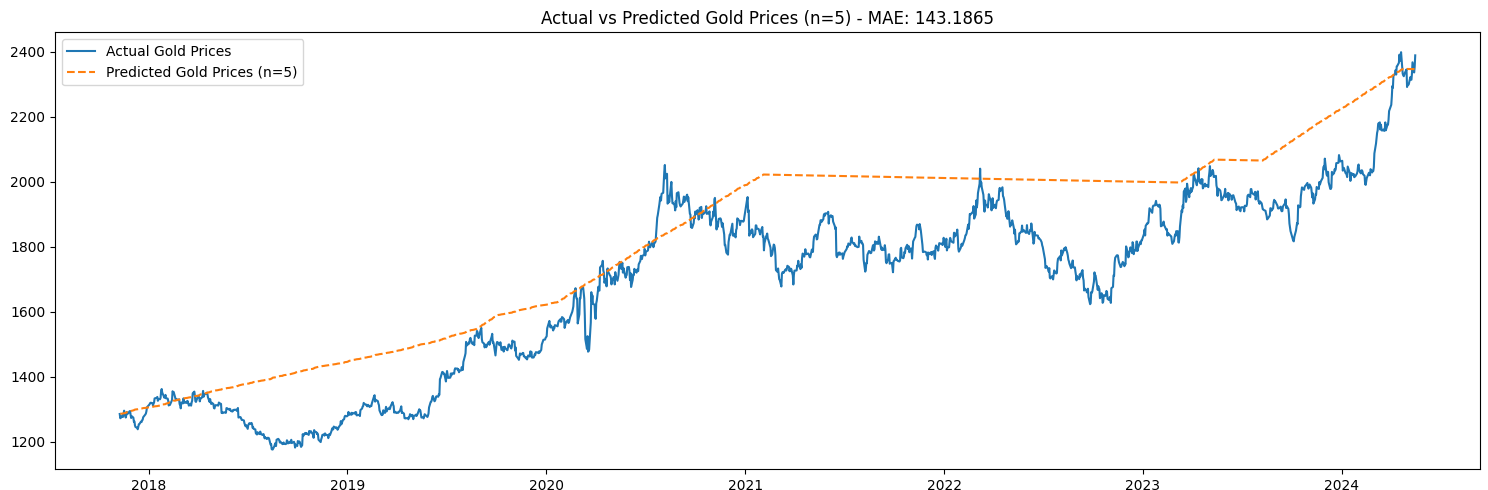 Actual vs Predicted Gold Prices (n=5) - MAE: 143.1865
Actual Gold Prices
Predicted Gold Prices (n=5)
2400
2200
2000
1800
1600
1400
1200
2018 2019 2020 2021 2022 2023 2024